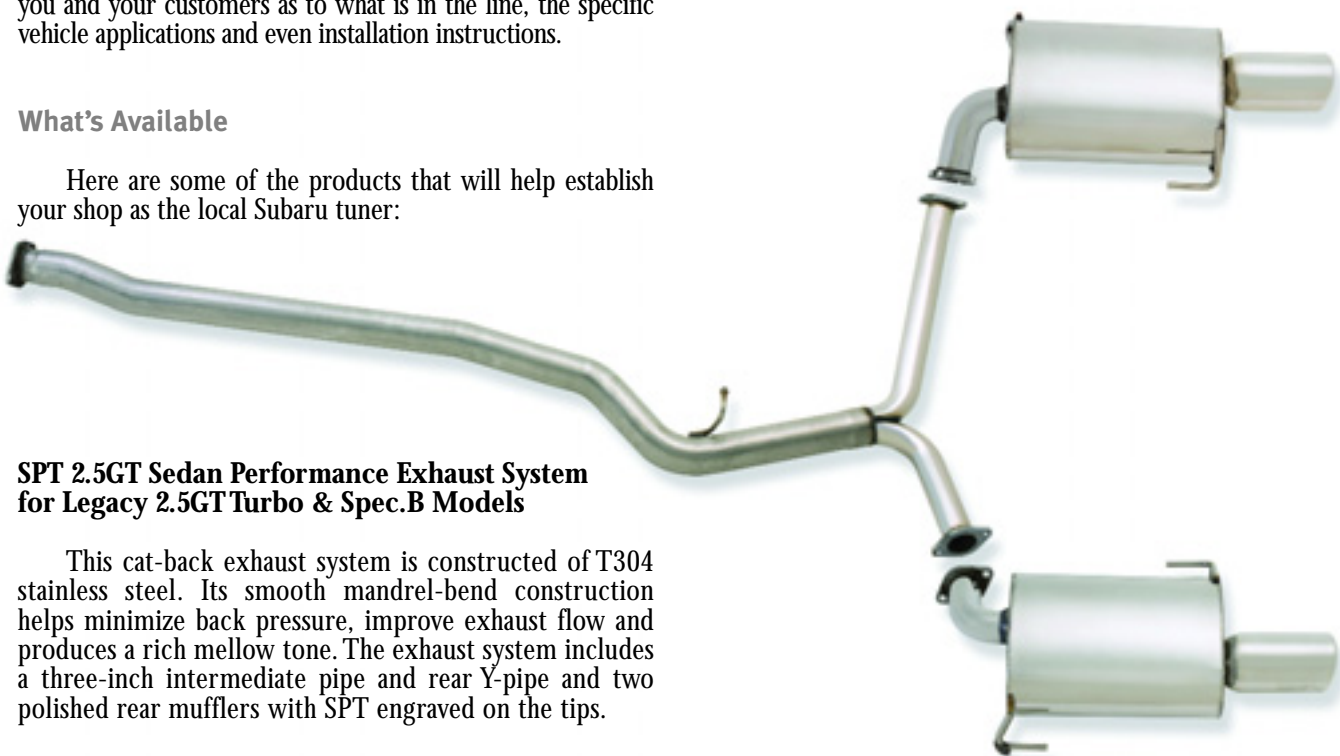 you and your customers as to what is in the line, the specific
vehicle applications and even installation instructions.
What's Available
Here are some of the products that will help establish
your shop as the local Subaru tuner:
SPT 2.5GT Sedan Performance Exhaust System
for Legacy 2.5GT Turbo & Spec.B Models
This cat-back exhaust system is constructed of T304
stainless steel. Its smooth mandrel-bend construction
helps minimize back pressure, improve exhaust flow and
produces a rich mellow tone. The exhaust system includes
a three-inch intermediate pipe and rear Y-pipe and two
polished rear mufflers with SPT engraved on the tips.